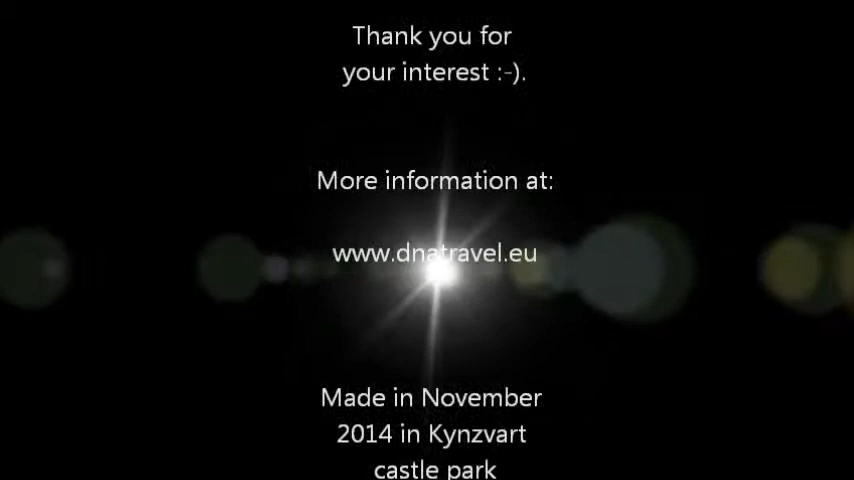 Thank you for
your interest :-).
More information at:
www.dnatravel.eu
Made in November
2014 in Kynzvart
castle park